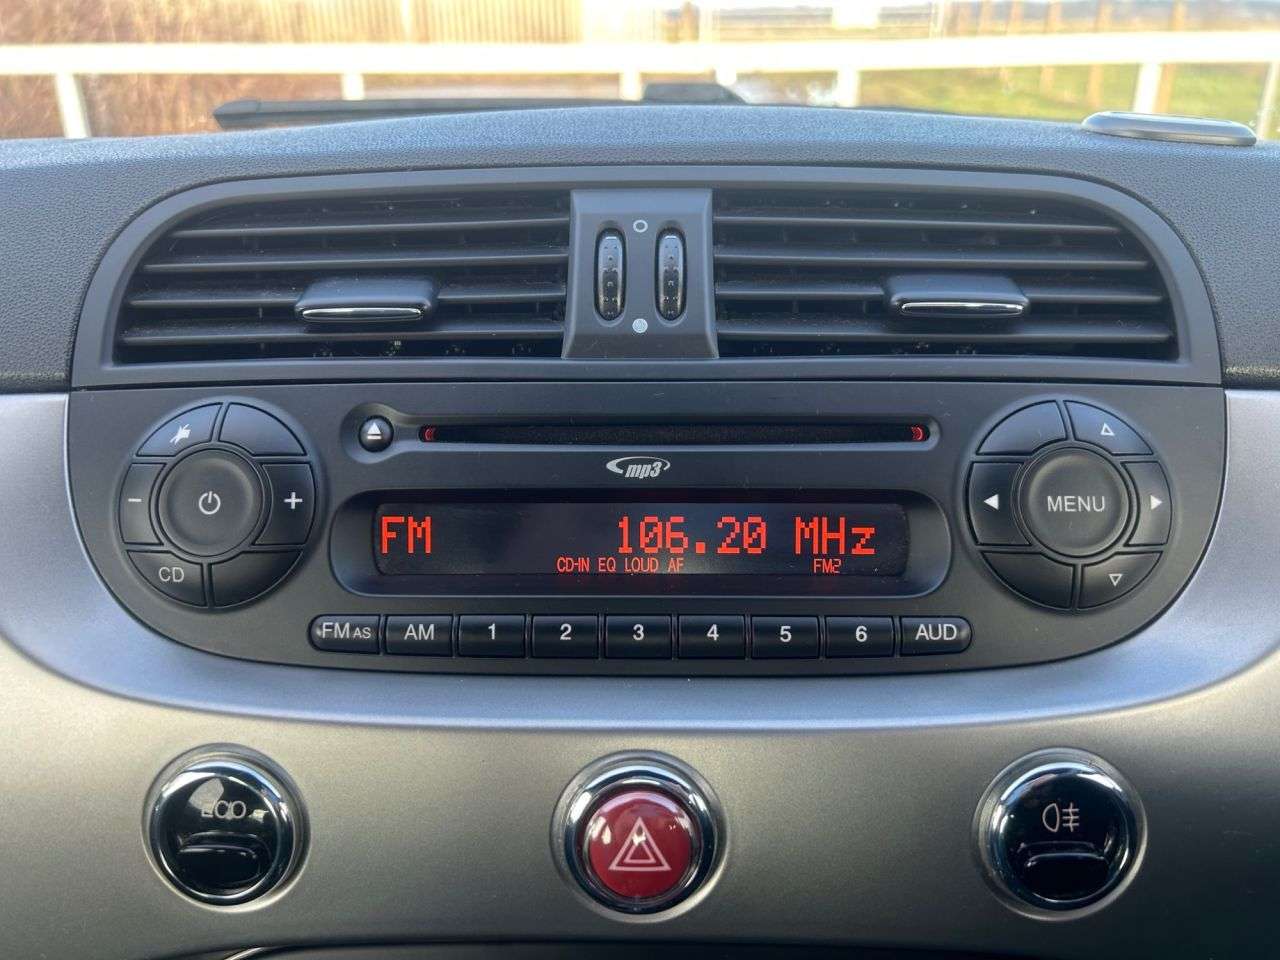 mp3
FM 106.20 MHz
CD-IN EQ LOUD AF FM2
- +
MENU
CD
FM AS AM 1 2 3 4 5 6 AUD
ECO